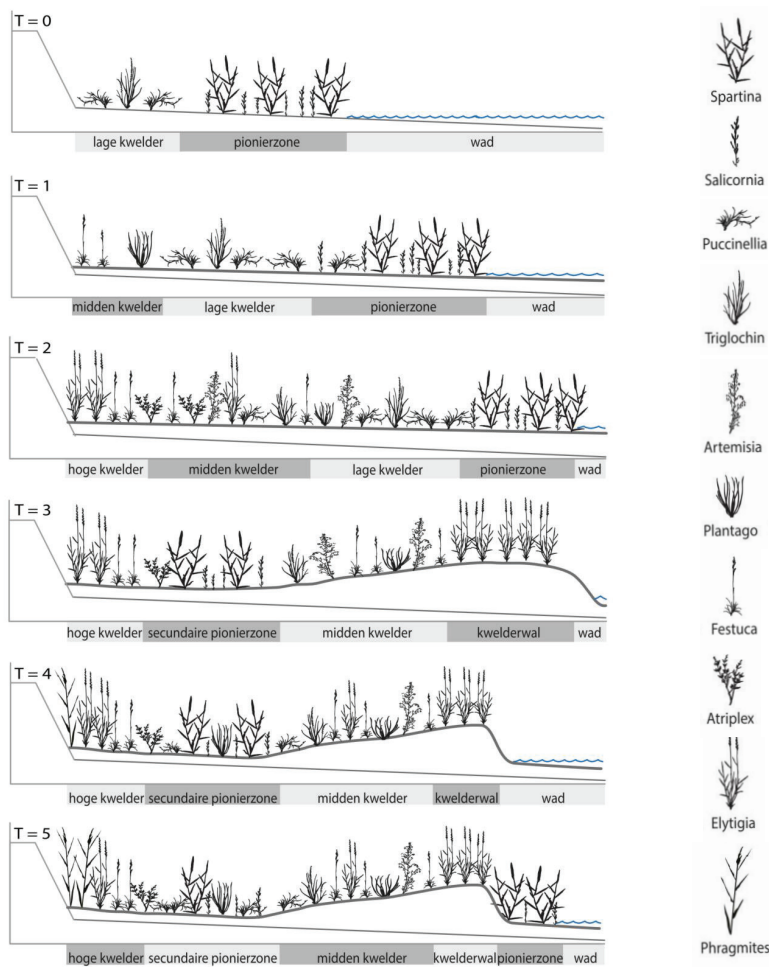 T = 0
lage kwelder pionierzone wad
T = 1
midden kwelder lage kwelder pionierzone wad
T = 2
hoge kwelder midden kwelder lage kwelder pionierzone wad
T = 3
hoge kwelder secundaire pionierzone midden kwelder kwelderwal wad
T = 4
hoge kwelder secundaire pionierzone midden kwelder kwelderwal wad
T = 5
hoge kwelder secundaire pionierzone midden kwelder kwelderwal pionierzone wad
Spartina
Salicornia
Puccinellia
Triglochin
Artemisia
Plantago
Festuca
Atriplex
Elytigia
Phragmites